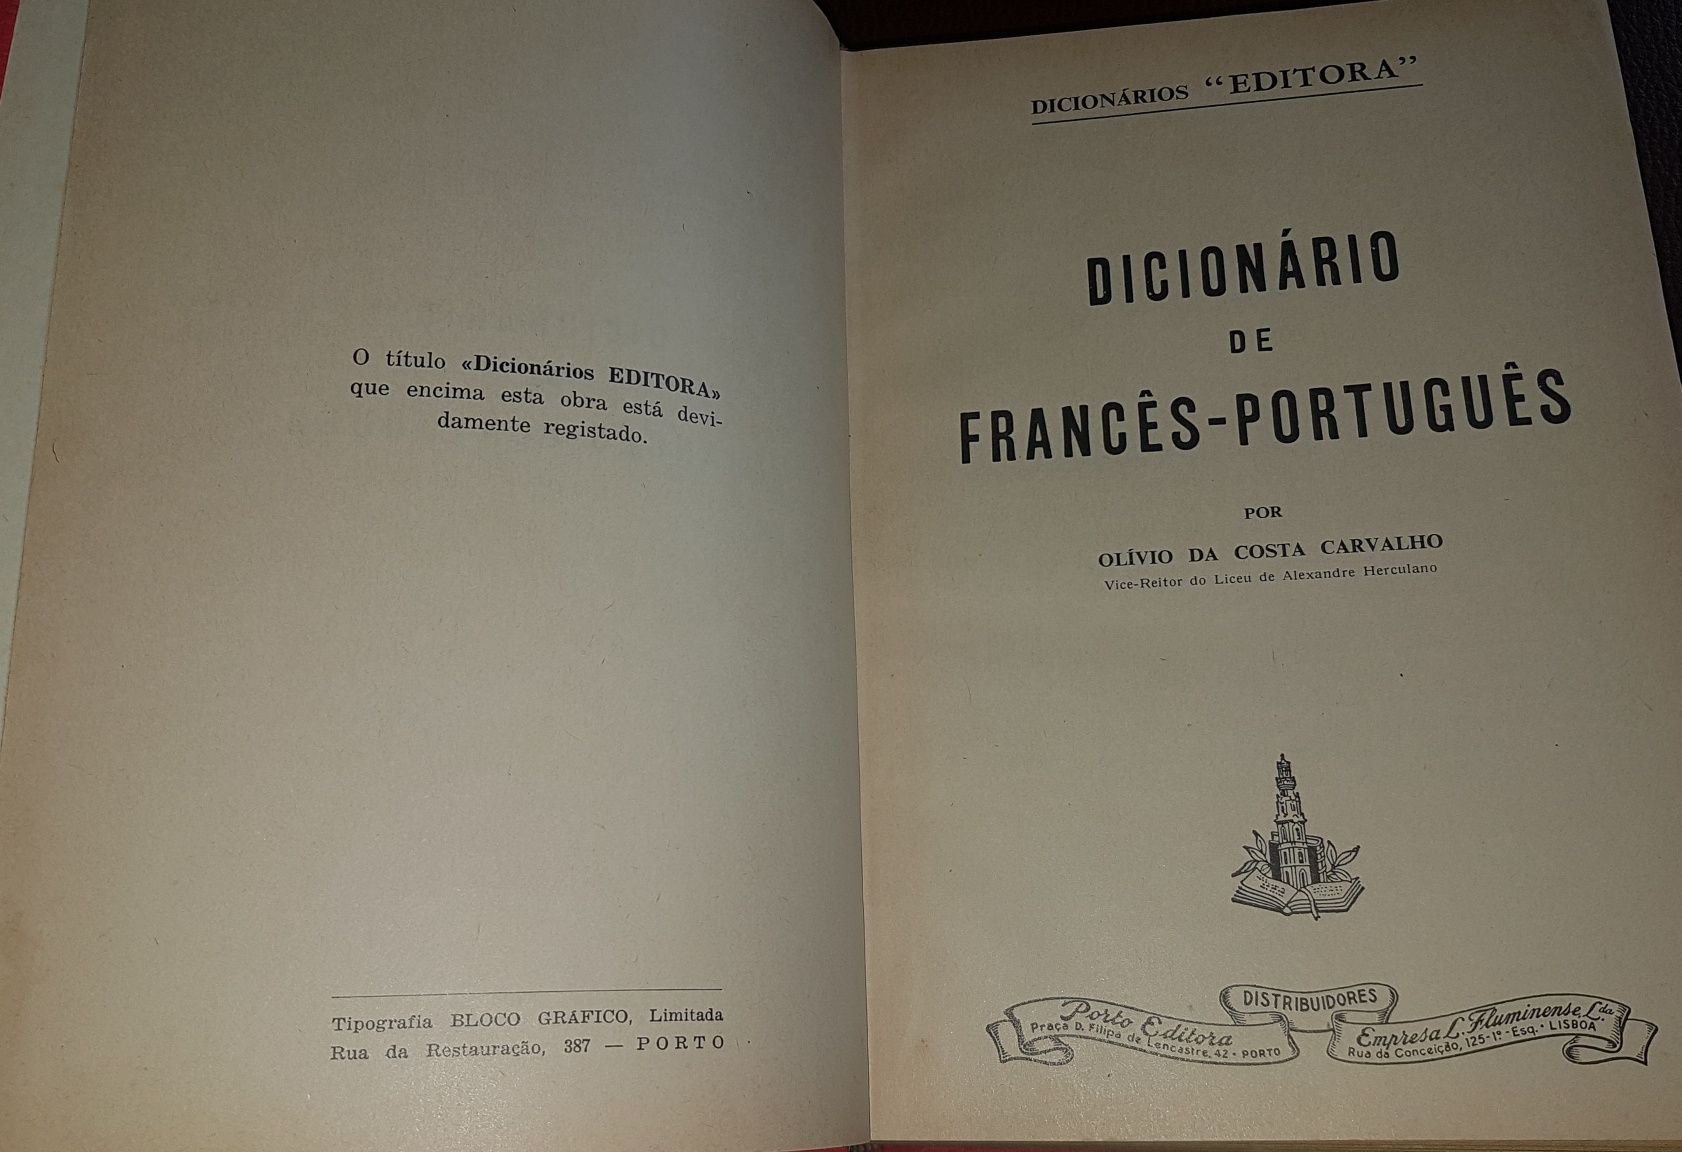 O título «Dicionários EDITORA»
que encima esta obra está devi-
damente registado.
Tipografia BLOCO GRÁFICO, Limitada
Rua da Restauração, 387 — PORTO
DICIONÁRIOS “EDITORA”
DICIONÁRIO
DE
FRANCÊS-PORTUGUÊS
POR
OLÍVIO DA COSTA CARVALHO
Vice-Reitor do Liceu de Alexandre Herculano
DISTRIBUIDORES
Porto Editora
Praça D. Filipa de Lencastre, 42 - PORTO
Empresa L. Fluminense, L.da
Rua da Conceição, 125-1º-Esq. · LISBOA